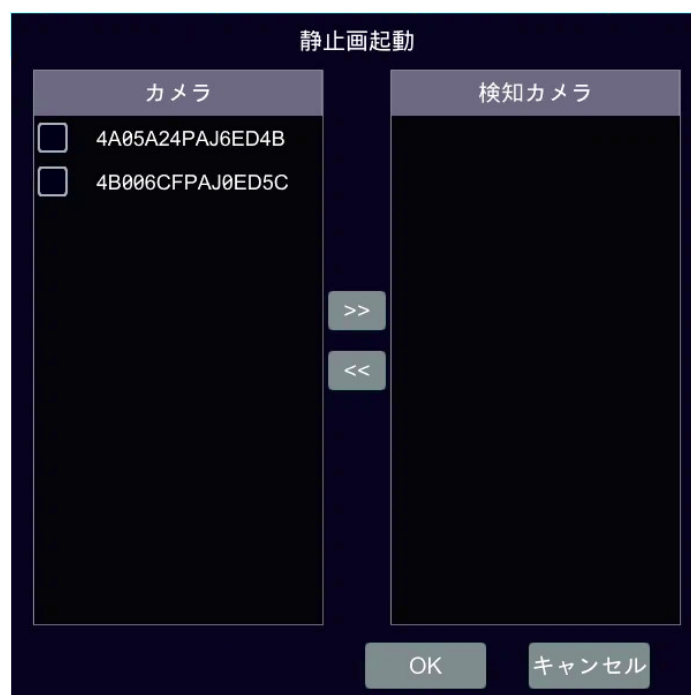 静止画起動
カメラ
検知カメラ
4A05A24PAJ6ED4B
4B006CFPAJ0ED5C
>>
<<
OK
キャンセル